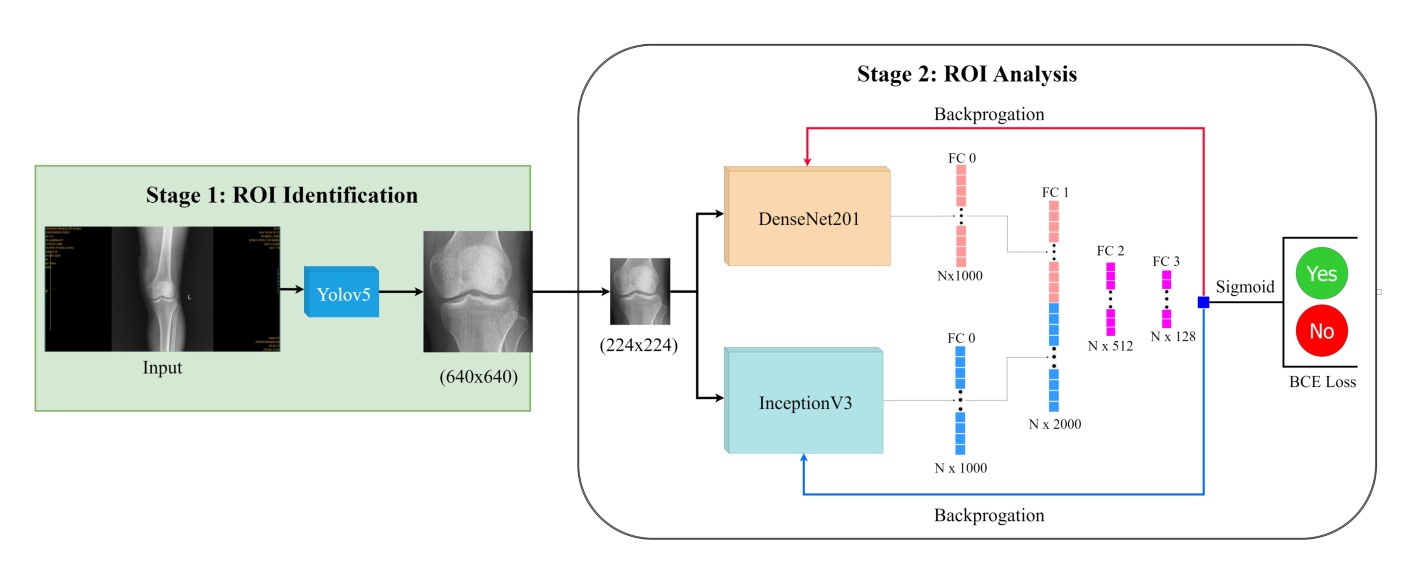 Stage 2: ROI Analysis
Backprogation
Stage 1: ROI Identification
L
Input
Yolov5
(640x640)
(224x224)
DenseNet201
InceptionV3
FC 0
Nx1000
FC 0
N x 1000
FC 1
N x 2000
FC 2
N x 512
FC 3
N x 128
Sigmoid
Yes
No
BCE Loss
Backprogation